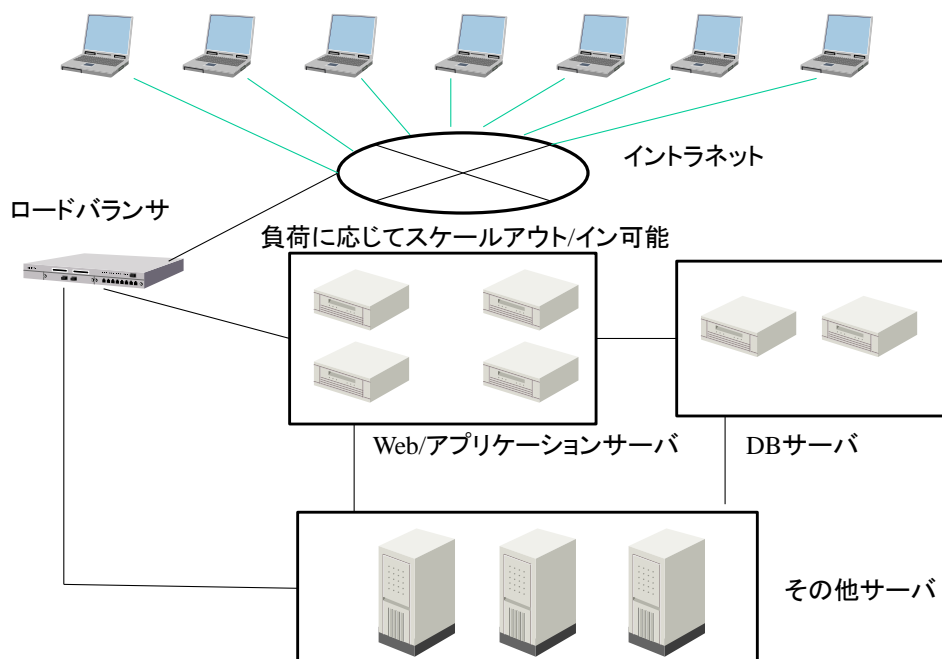 イントラネット
ロードバランサ
負荷に応じてスケールアウト/イン可能
Web/アプリケーションサーバ
DBサーバ
その他サーバ